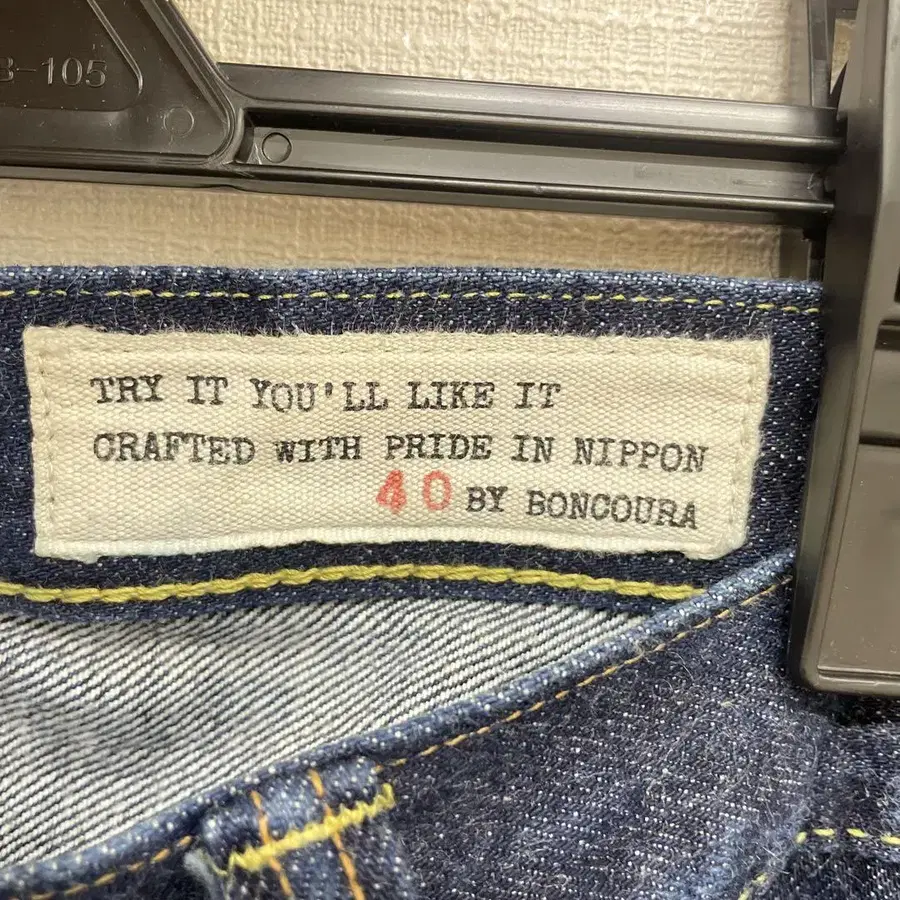 B-105
TRY IT YOU'LL LIKE IT
CRAFTED WITH PRIDE IN NIPPON
40 BY BONCOURA